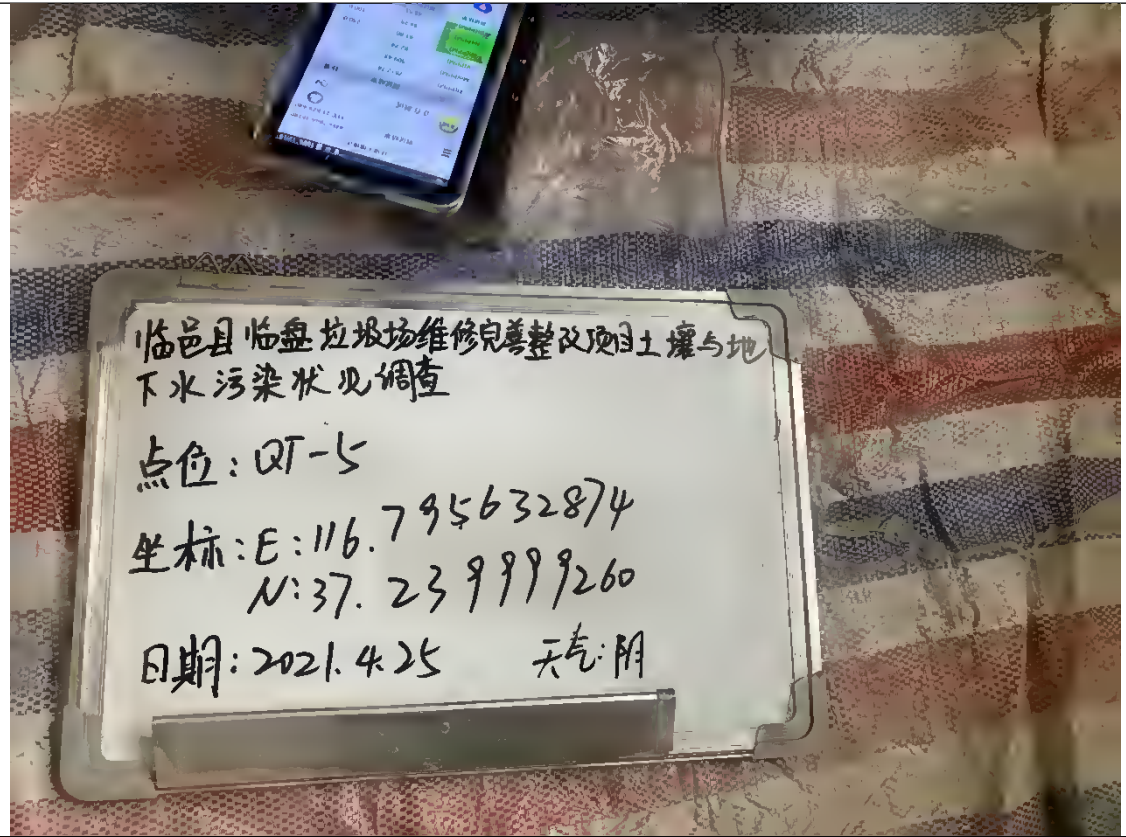 临邑县临盘垃圾场维修完善整改项目土壤与地
下水污染状况调查
点位：QT-5
坐标：E：116.795632874
N：37.239999260
日期：2021.4.25 天气：阴